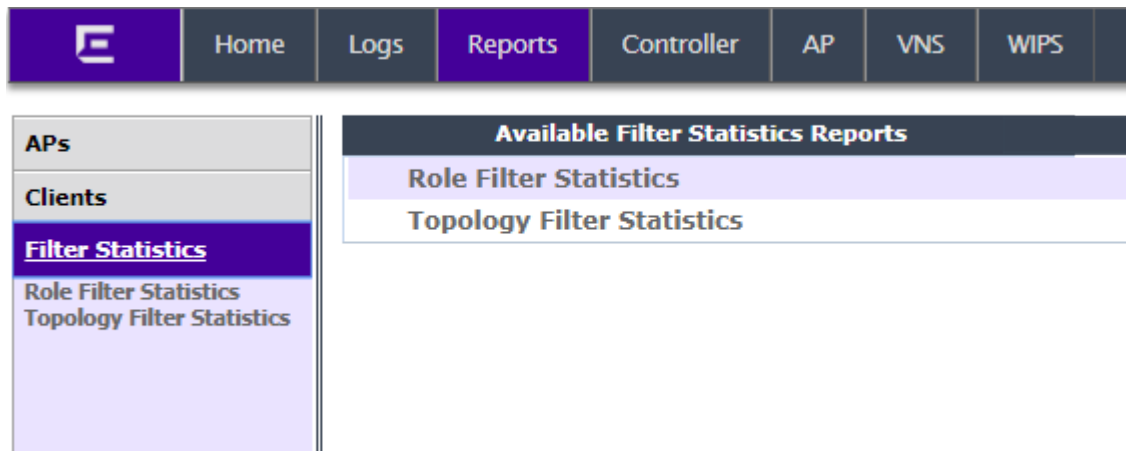 Home Logs Reports Controller AP VNS WIPS
APs
Clients
Filter Statistics
Role Filter Statistics
Topology Filter Statistics
Available Filter Statistics Reports
Role Filter Statistics
Topology Filter Statistics